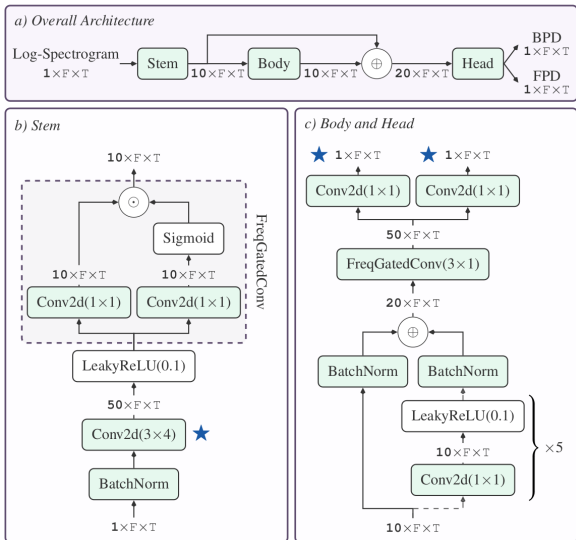 a) Overall Architecture
Log-Spectrogram
1×F×T
Stem
10×F×T
Body
10×F×T
⊕
20×F×T
Head
BPD
1×F×T
FPD
1×F×T
b) Stem
10×F×T
⊙
Sigmoid
10×F×T
10×F×T
Conv2d(1×1)
Conv2d(1×1)
FreqGatedConv
LeakyReLU(0.1)
50×F×T
Conv2d(3×4)
BatchNorm
1×F×T
c) Body and Head
1×F×T
1×F×T
Conv2d(1×1)
Conv2d(1×1)
50×F×T
FreqGatedConv(3×1)
20×F×T
⊕
BatchNorm
BatchNorm
LeakyReLU(0.1)
10×F×T
×5
Conv2d(1×1)
10×F×T